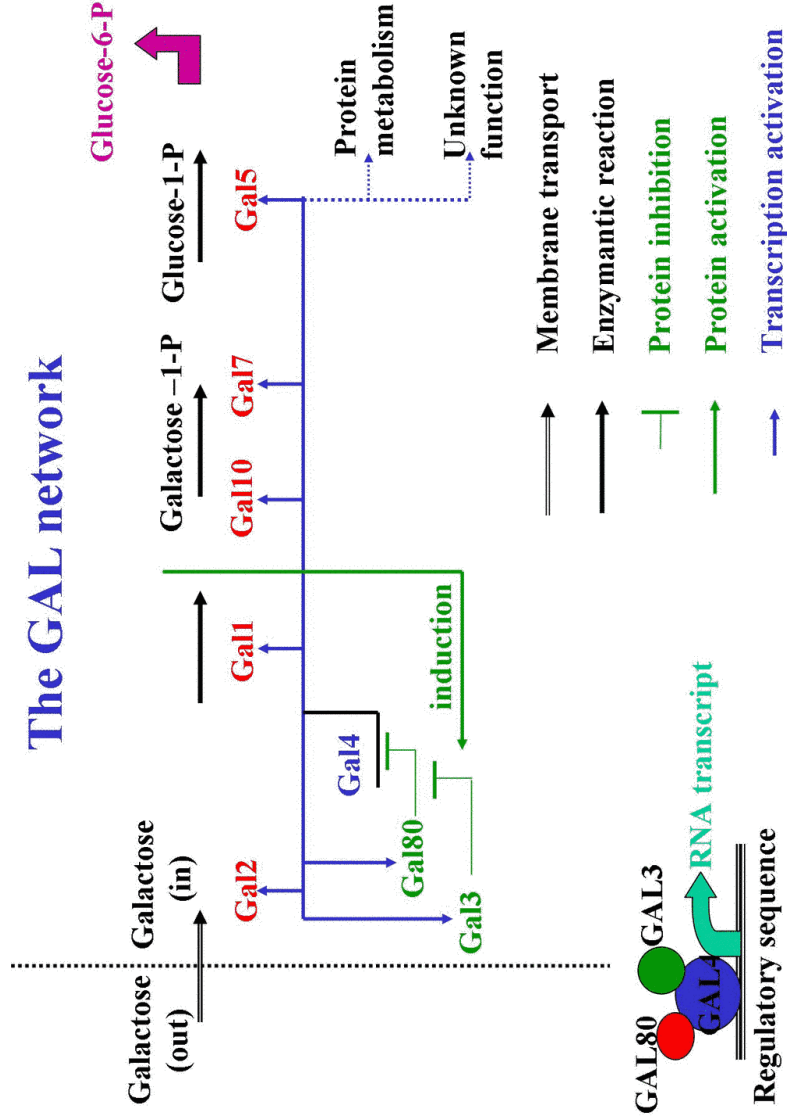 The GAL network
Galactose
(out)
Galactose
(in)
Galactose –1-P
Glucose-1-P
Glucose-6-P
Gal2
Gal1
Gal10
Gal7
Gal5
Gal4
Gal80
Gal3
induction
Protein
metabolism
Unknown
function
GAL80
GAL3
GAL4
RNA transcript
Regulatory sequence
Membrane transport
Enzymantic reaction
Protein inhibition
Protein activation
Transcription activation